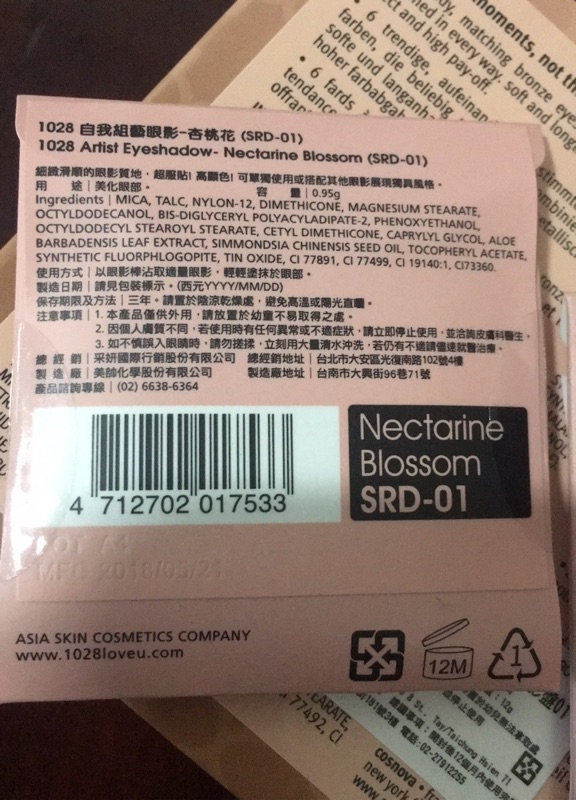 moments, not th
dy, matching bronze eye
ned in every way. soft and longe
ct and high pay-off.
• 6 trendige, aufeinan
farben, die beliebig
softe und langanh
hoher farbabgab
• 6 fards
tendanc
offran
1028 自我組藝眼影-杏桃花 (SRD-01)
1028 Artist Eyeshadow- Nectarine Blossom (SRD-01)
細緻滑順的眼影質地，超服貼! 高顯色! 可單獨使用或搭配其他眼影展現獨具風格。
用 途｜美化眼部。 容 量｜0.95g
Ingredients | MICA, TALC, NYLON-12, DIMETHICONE, MAGNESIUM STEARATE,
OCTYLDODECANOL, BIS-DIGLYCERYL POLYACYLADIPATE-2, PHENOXYETHANOL,
OCTYLDODECYL STEAROYL STEARATE, CETYL DIMETHICONE, CAPRYLYL GLYCOL, ALOE
BARBADENSIS LEAF EXTRACT, SIMMONDSIA CHINENSIS SEED OIL, TOCOPHERYL ACETATE,
SYNTHETIC FLUORPHLOGOPITE, TIN OXIDE, CI 77891, CI 77499, CI 19140:1, CI73360.
使用方式｜以眼影棒沾取適量眼影，輕輕塗抹於眼部。
製造日期｜請見包裝標示。(西元YYYY/MM/DD)
保存期限及方法｜三年。請置於陰涼乾燥處，避免高溫或陽光直曬。
注意事項｜1. 本產品僅供外用，請放置於幼童不易取得之處。
2. 因個人膚質不同，若使用時有任何異常或不適症狀，請立即停止使用，並洽詢皮膚科醫生。
3. 如不慎誤入眼睛時，請勿搓揉，立刻用大量清水沖洗，若仍有不適請儘速就醫治療。
總 經 銷｜采妍國際行銷股份有限公司 總經銷地址｜台北市大安區光復南路102號4樓
製 造 廠｜美帥化學股份有限公司 製造廠地址｜台南市大興街96巷71號
產品諮詢專線｜(02) 6638-6364
4 712702 017533
Nectarine
Blossom
SRD-01
LOT A4
MFG 2018/05/21
ASIA SKIN COSMETICS COMPANY
www.1028loveu.com
12M
1
CI 77492, CI
電話:02-27912255
cosnova
new york
www.